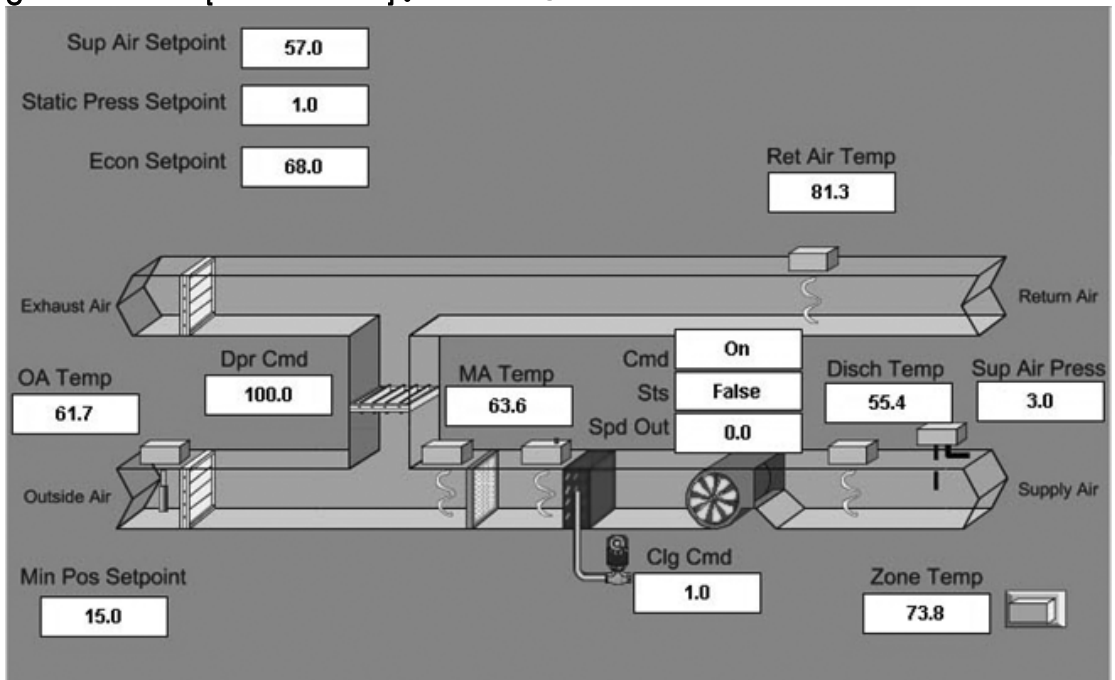 Sup Air Setpoint 57.0
Static Press Setpoint 1.0
Econ Setpoint 68.0
Ret Air Temp
81.3
Exhaust Air
Return Air
Cmd On
Sts False
Spd Out 0.0
OA Temp
61.7
Dpr Cmd
100.0
MA Temp
63.6
Disch Temp
55.4
Sup Air Press
3.0
Outside Air
Supply Air
Min Pos Setpoint
15.0
Clg Cmd
1.0
Zone Temp
73.8